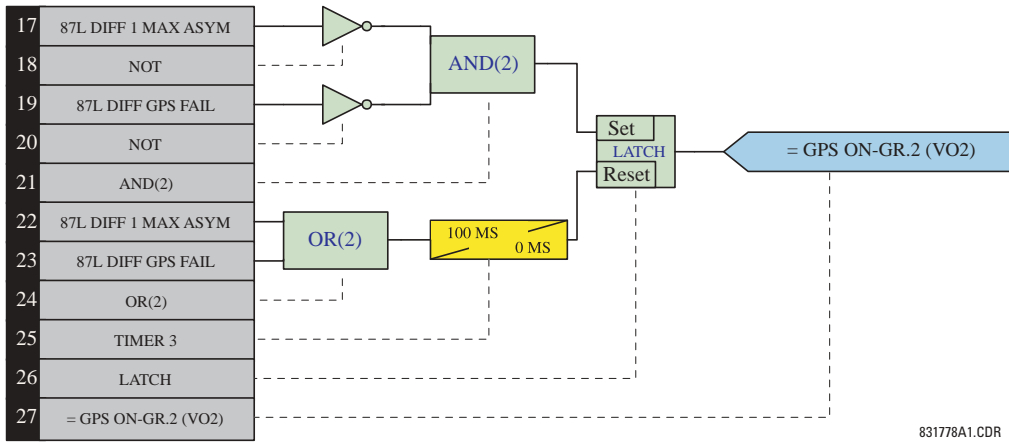 17 87L DIFF 1 MAX ASYM
18 NOT
19 87L DIFF GPS FAIL
20 NOT
21 AND(2)
22 87L DIFF 1 MAX ASYM
23 87L DIFF GPS FAIL
24 OR(2)
25 TIMER 3
26 LATCH
27 = GPS ON-GR.2 (VO2)
AND(2)
OR(2)
100 MS
0 MS
Set
LATCH
Reset
= GPS ON-GR.2 (VO2)
831778A1.CDR